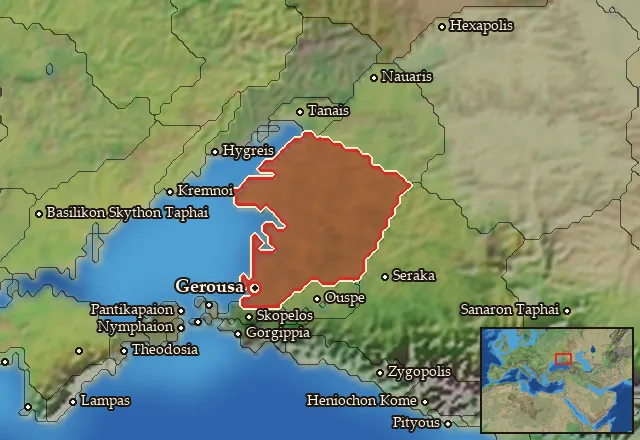 Hexapolis
Nauaris
Tanais
Hygreis
Kremnoi
Basilikon Skython Taphai
Seraka
Gerousa
Ouspe
Pantikapaion
Sanaron Taphai
Skopelos
Nymphaion
Gorgippia
Theodosia
Zygopolis
Lampas
Heniochon Kome
Pityous